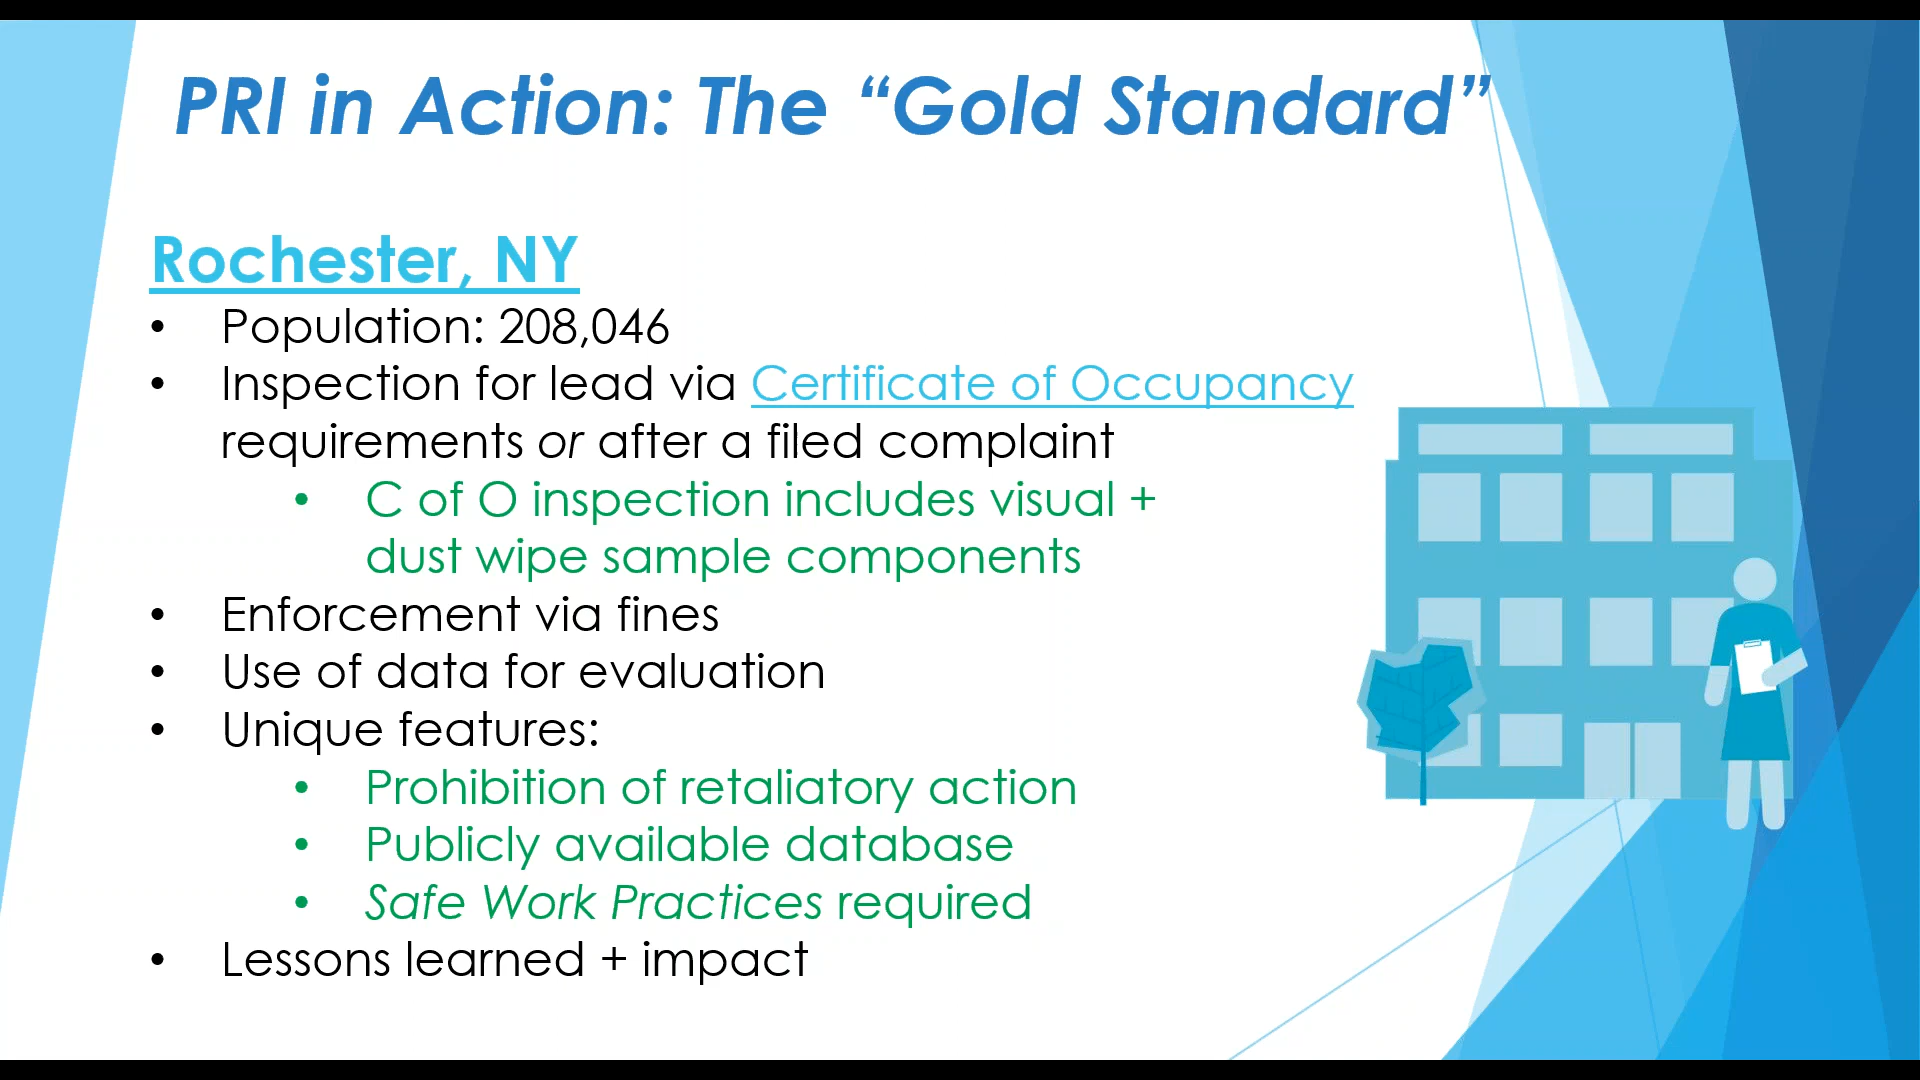 PRI in Action: The “Gold Standard”
Rochester, NY
• Population: 208,046
• Inspection for lead via Certificate of Occupancy
requirements or after a filed complaint
• C of O inspection includes visual +
dust wipe sample components
• Enforcement via fines
• Use of data for evaluation
• Unique features:
• Prohibition of retaliatory action
• Publicly available database
• Safe Work Practices required
• Lessons learned + impact